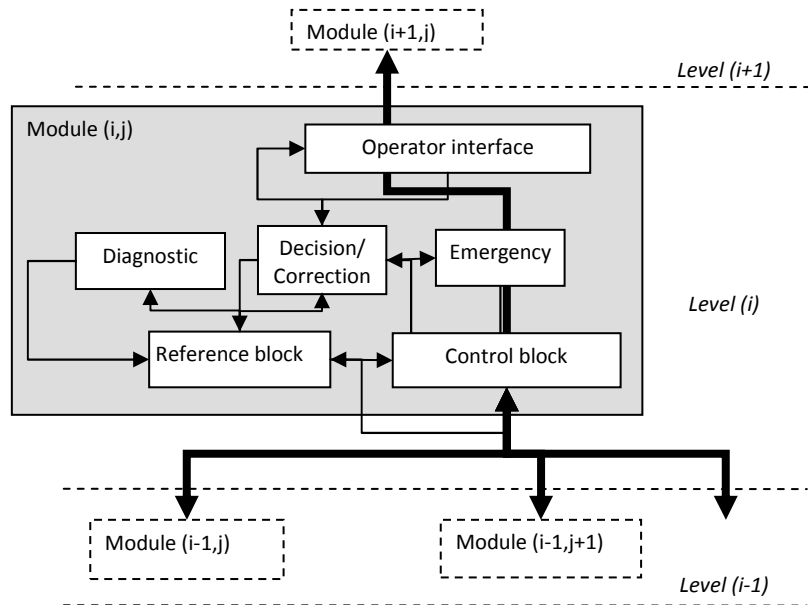 Module (i+1,j)
Level (i+1)
Module (i,j)
Operator interface
Diagnostic
Decision/
Correction
Emergency
Level (i)
Reference block
Control block
Module (i-1,j)
Module (i-1,j+1)
Level (i-1)